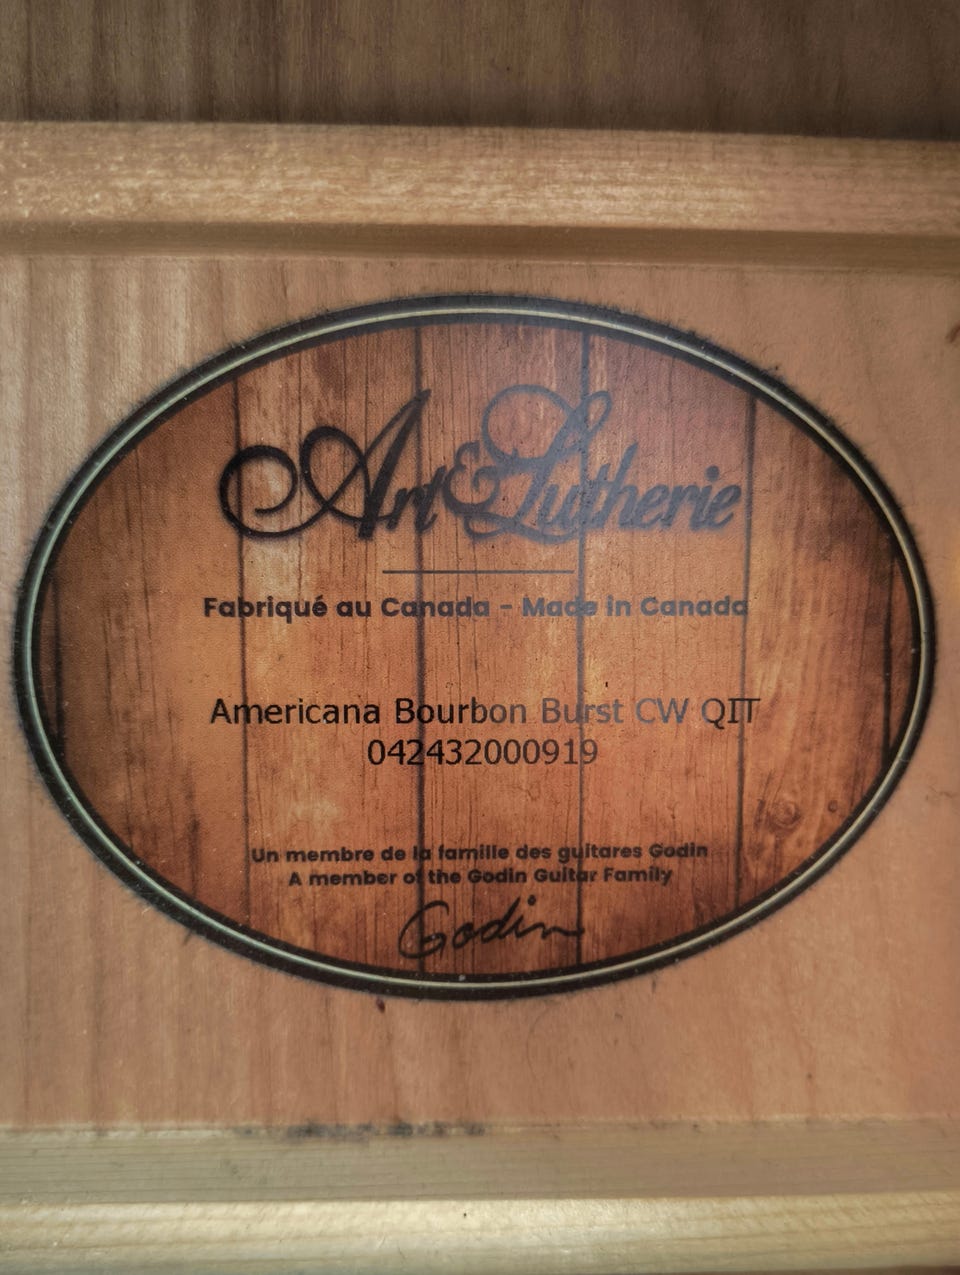 Art & Lutherie
Fabriqué au Canada - Made in Canada
Americana Bourbon Burst CW QIT
042432000919
Un membre de la famille des guitares Godin
A member of the Godin Guitar Family
Godin